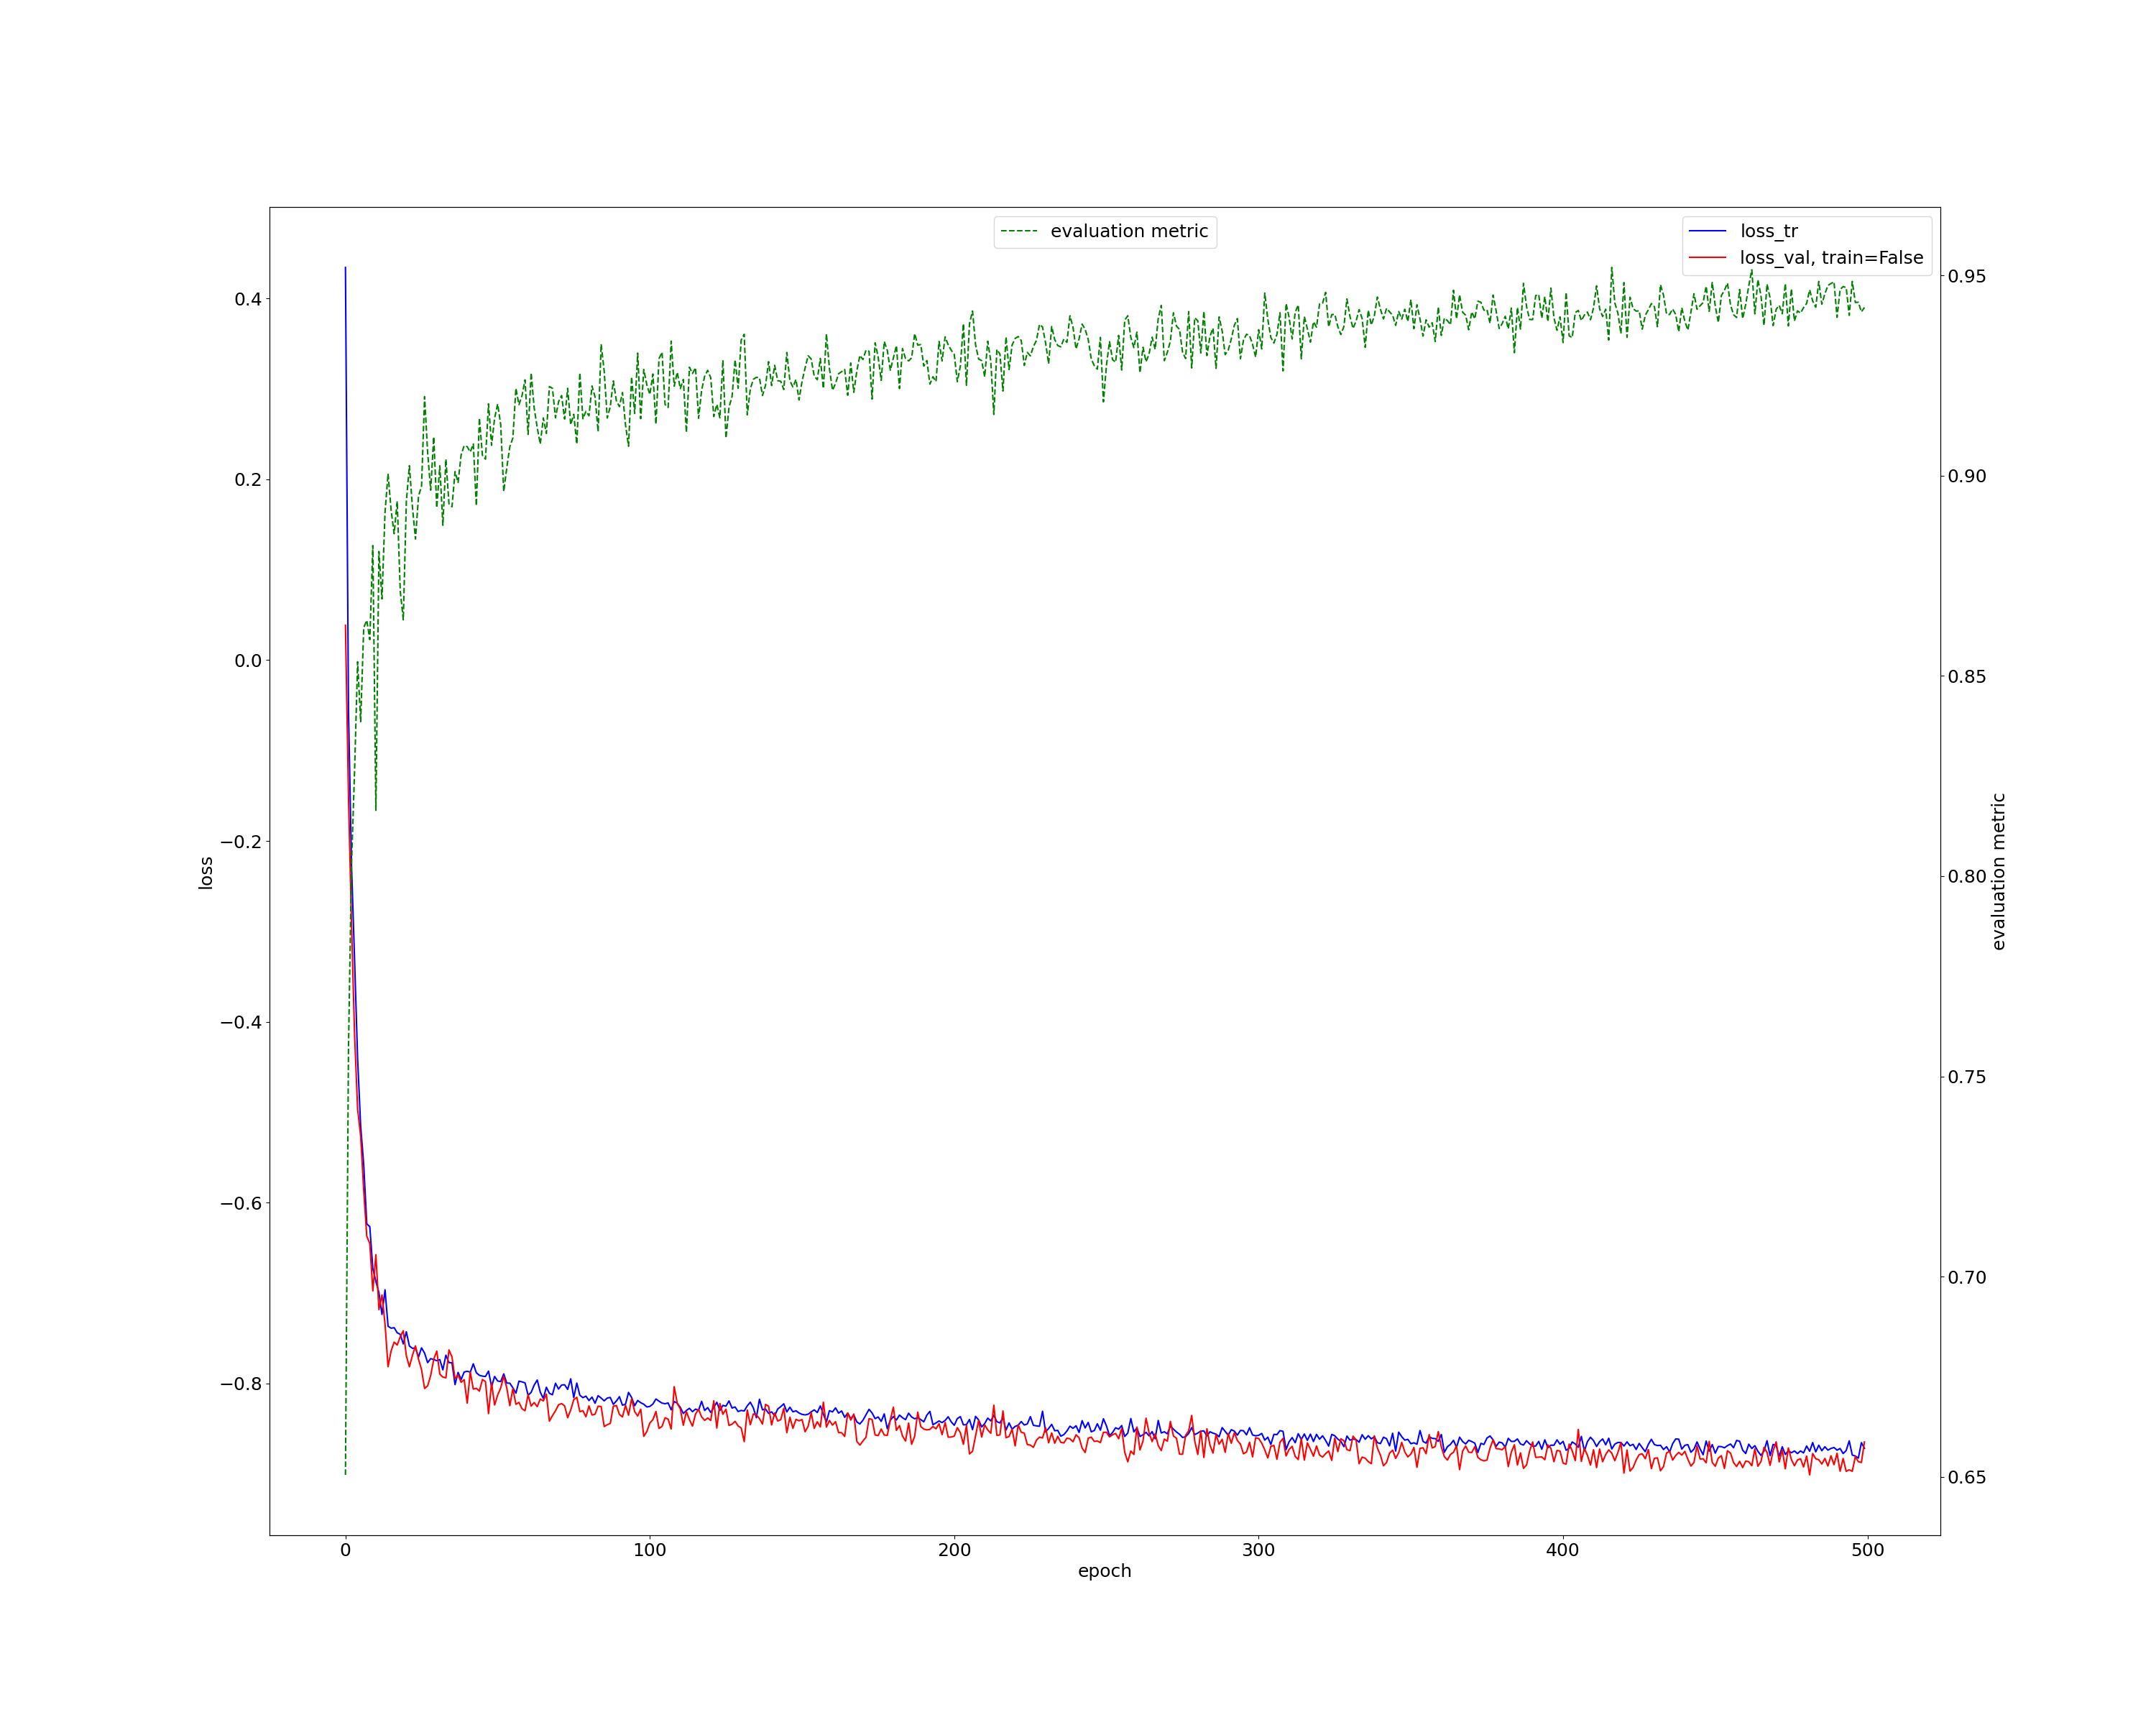 evaluation metric
loss_tr
loss_val, train=False
0.4
0.2
0.0
−0.2
−0.4
−0.6
−0.8
loss
0.95
0.90
0.85
0.80
0.75
0.70
0.65
evaluation metric
0 100 200 300 400 500
epoch